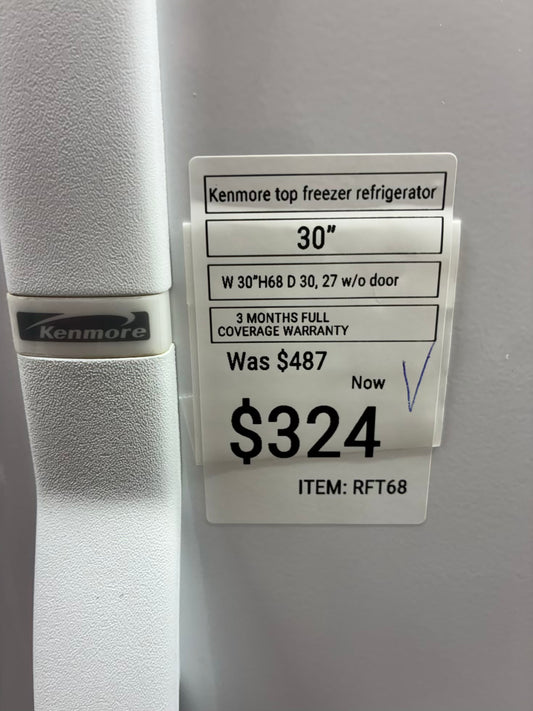 Kenmore top freezer refrigerator
30”
W 30”H68 D 30, 27 w/o door
3 MONTHS FULL
COVERAGE WARRANTY
Kenmore
Was $487
Now
$324
ITEM: RFT68